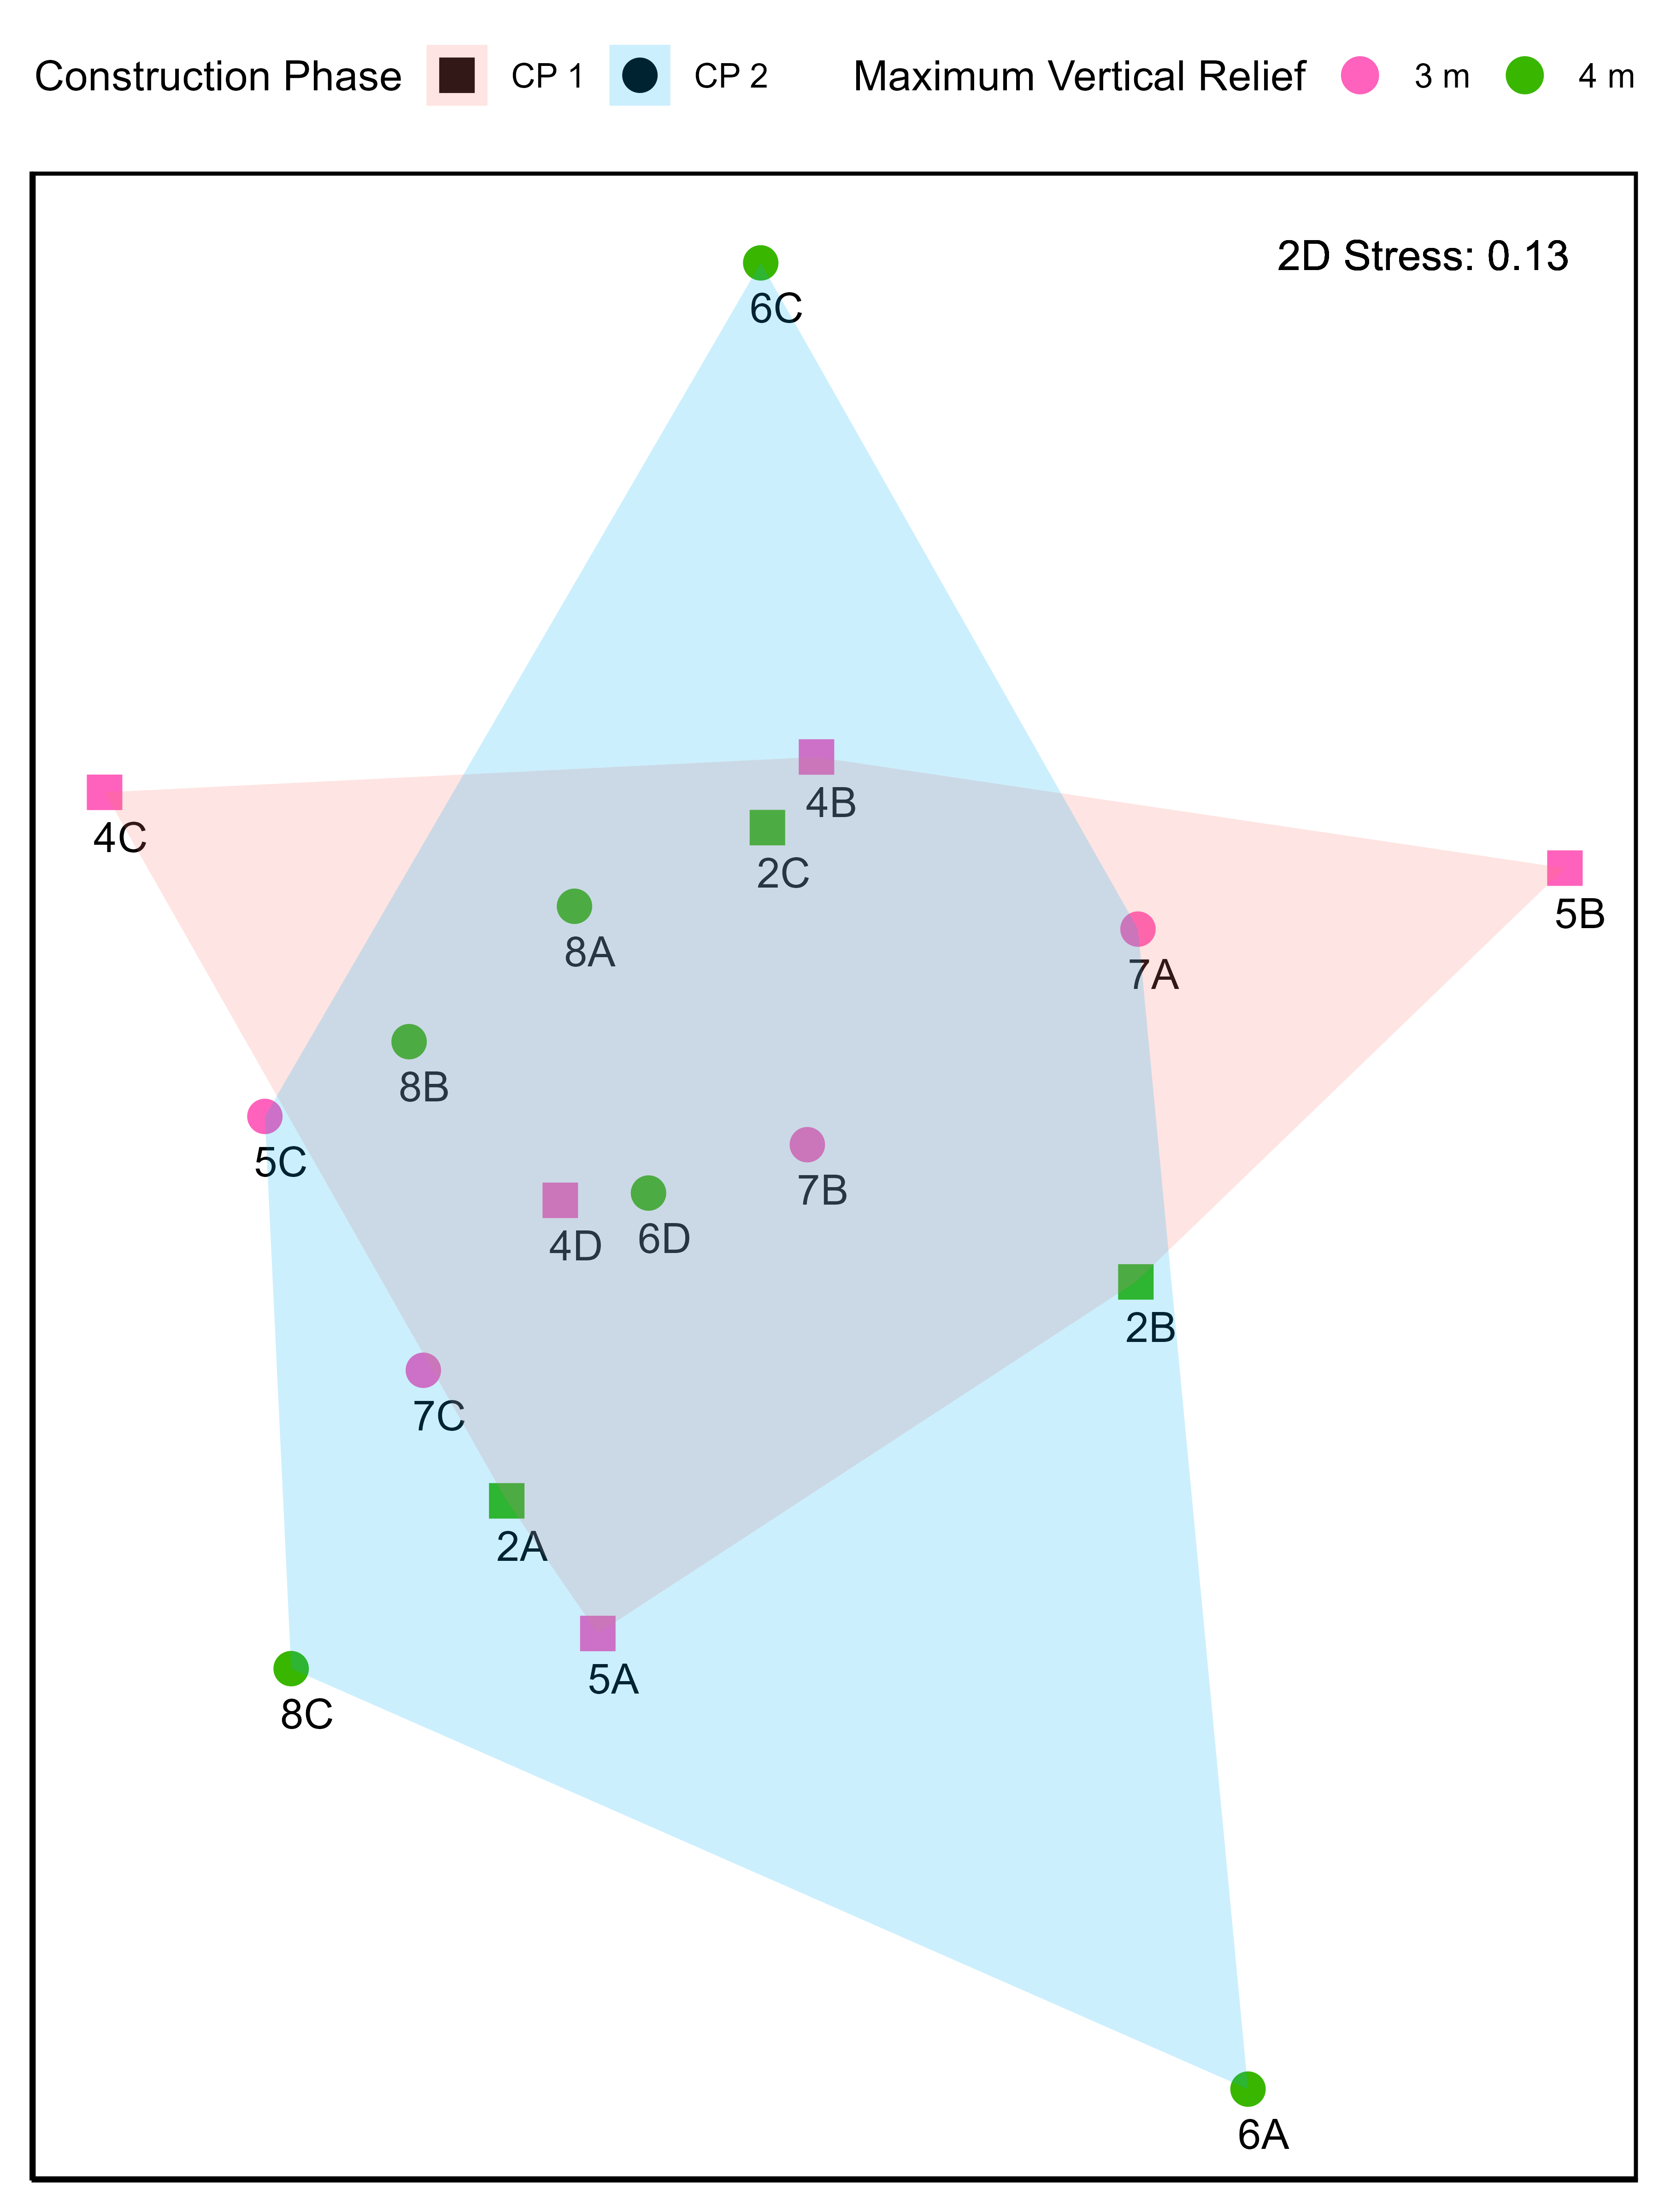 Construction Phase CP 1 CP 2 Maximum Vertical Relief 3 m 4 m
2D Stress: 0.13
6C
4B
4C
2C
5B
8A
7A
8B
5C
7B
4D 6D
2B
7C
2A
5A
8C
6A